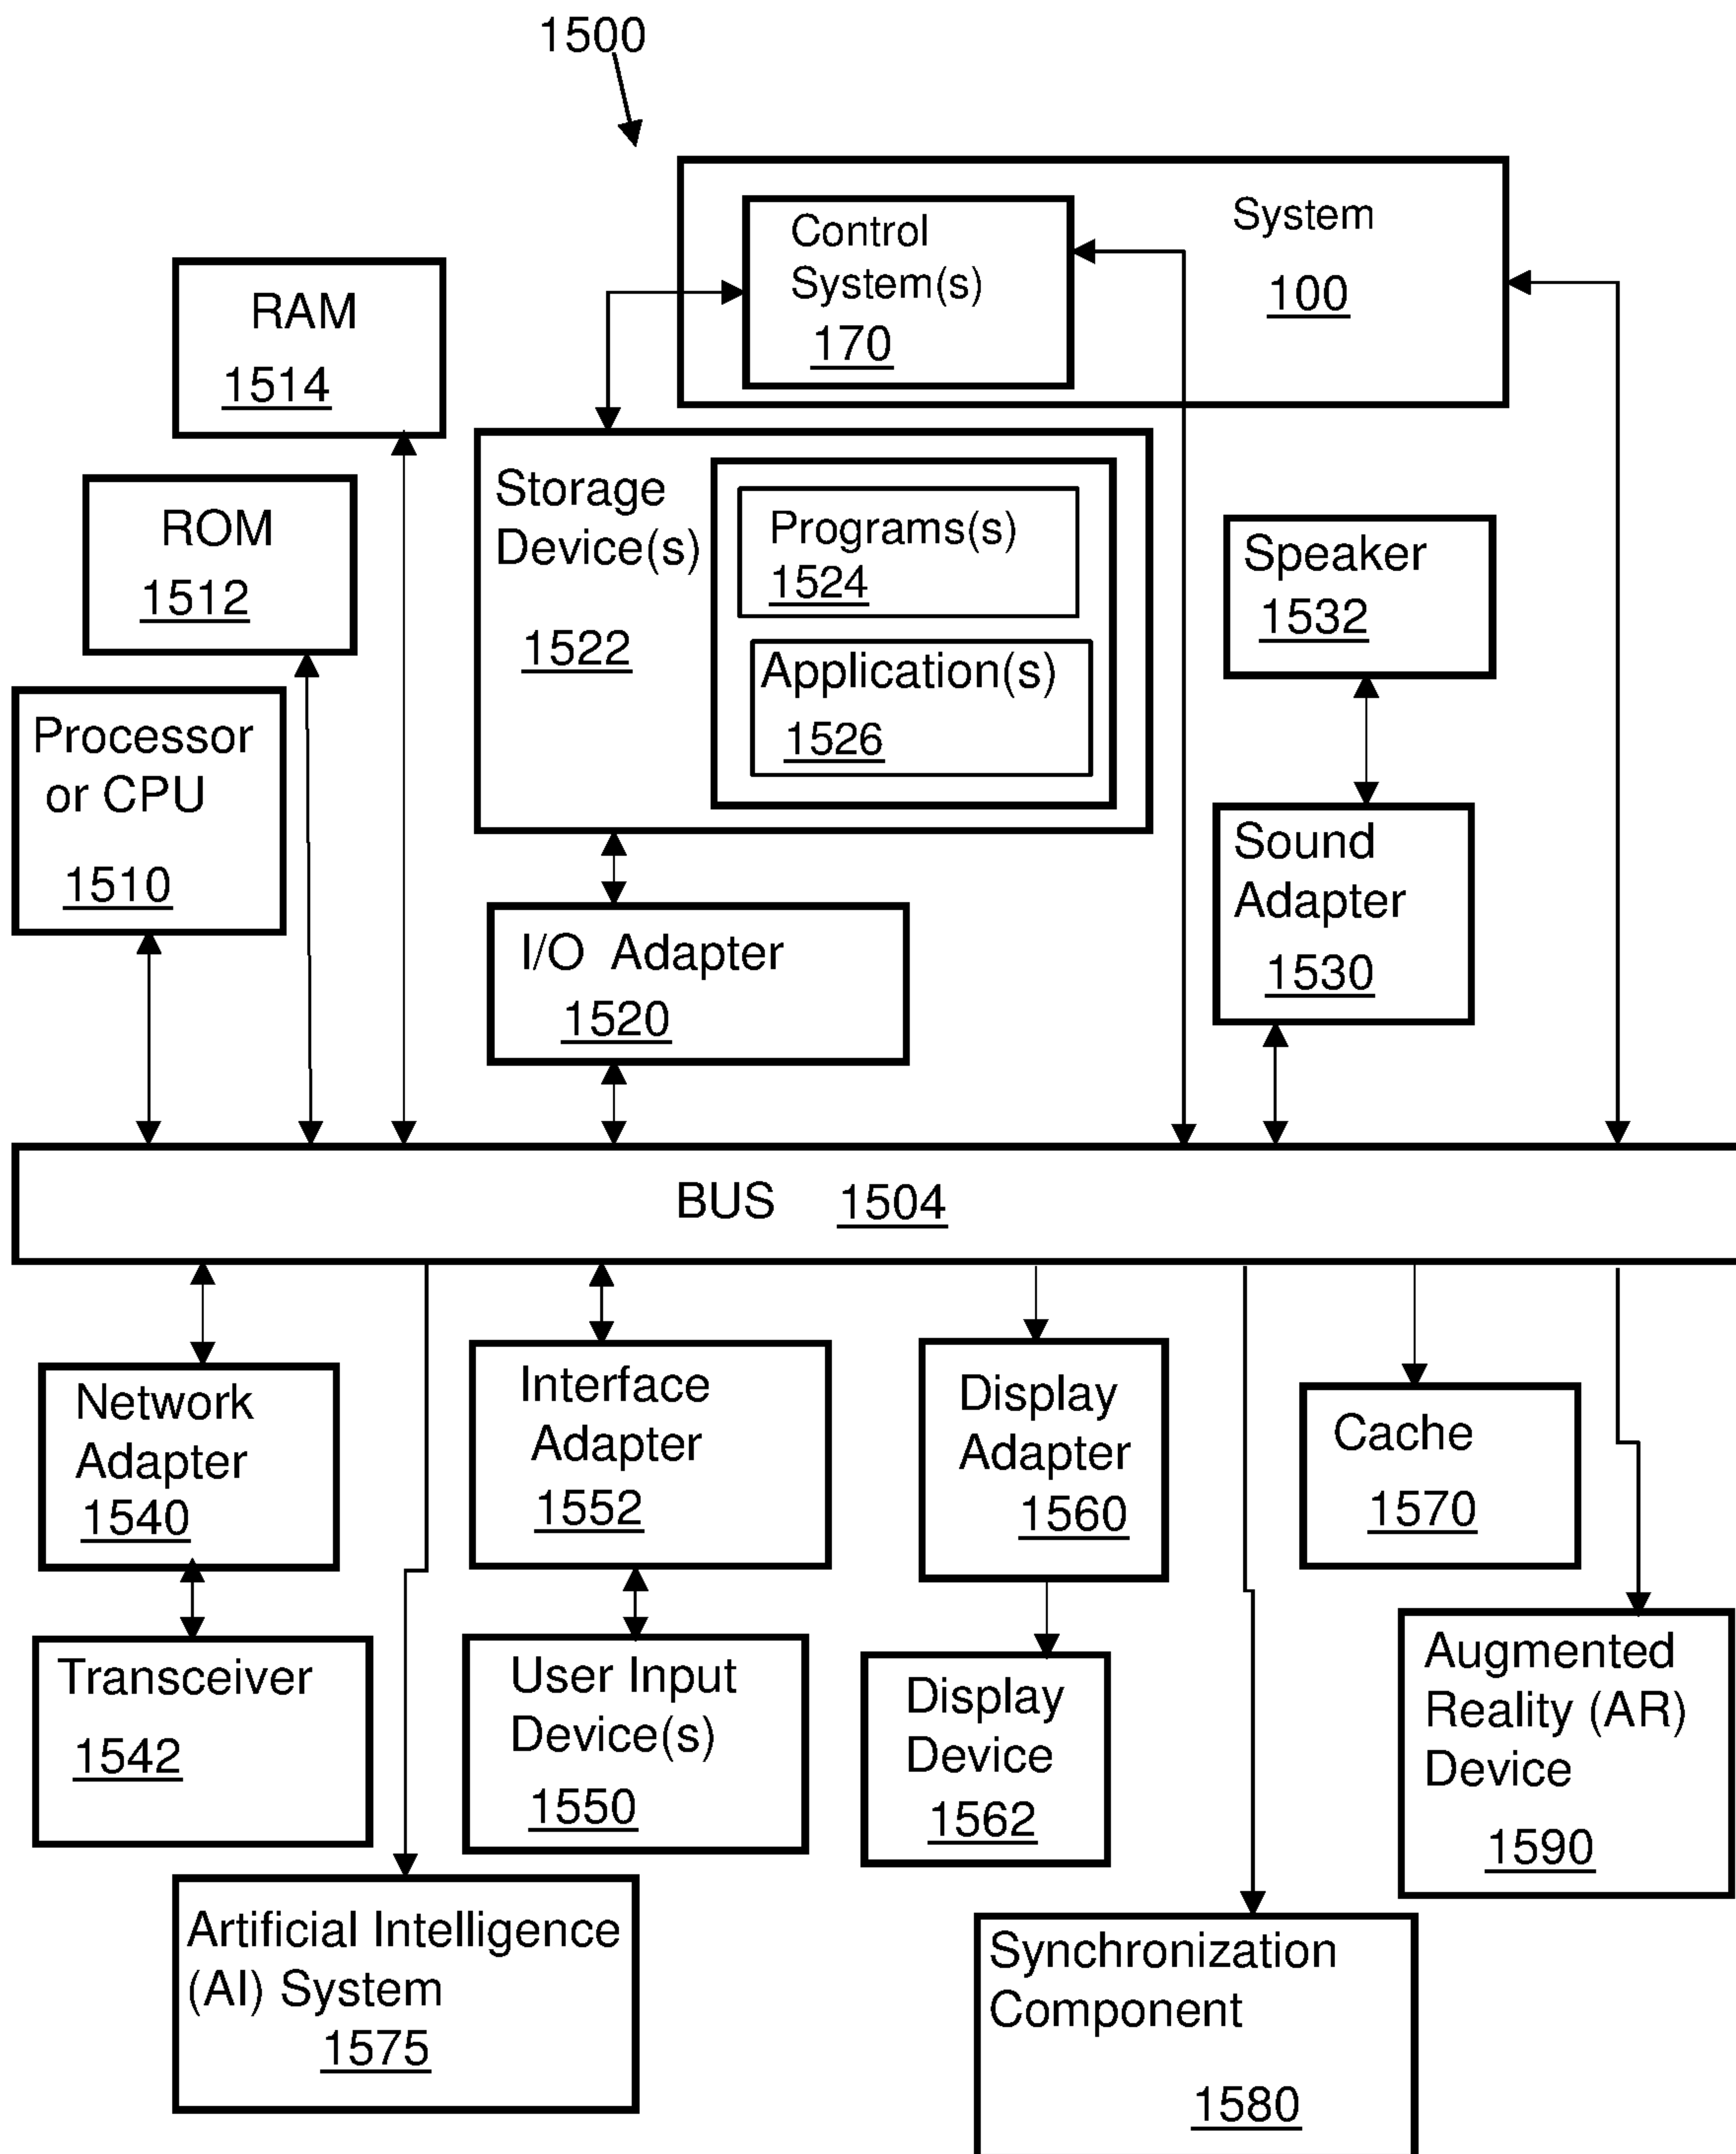 1500
System
100
Control
System(s)
170
RAM
1514
ROM
1512
Processor
or CPU
1510
Storage
Device(s)
1522
Programs(s)
1524
Application(s)
1526
Speaker
1532
Sound
Adapter
1530
I/O Adapter
1520
BUS 1504
Network
Adapter
1540
Interface
Adapter
1552
Display
Adapter
1560
Cache
1570
Transceiver
1542
User Input
Device(s)
1550
Display
Device
1562
Augmented
Reality (AR)
Device
1590
Artificial Intelligence
(AI) System
1575
Synchronization
Component
1580